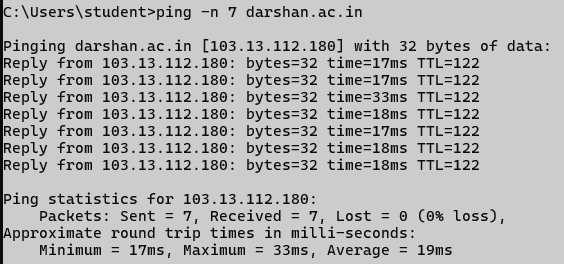 C:\Users\student>ping -n 7 darshan.ac.in
Pinging darshan.ac.in [103.13.112.180] with 32 bytes of data:
Reply from 103.13.112.180: bytes=32 time=17ms TTL=122
Reply from 103.13.112.180: bytes=32 time=17ms TTL=122
Reply from 103.13.112.180: bytes=32 time=33ms TTL=122
Reply from 103.13.112.180: bytes=32 time=18ms TTL=122
Reply from 103.13.112.180: bytes=32 time=17ms TTL=122
Reply from 103.13.112.180: bytes=32 time=18ms TTL=122
Reply from 103.13.112.180: bytes=32 time=18ms TTL=122
Ping statistics for 103.13.112.180:
    Packets: Sent = 7, Received = 7, Lost = 0 (0% loss),
Approximate round trip times in milli-seconds:
    Minimum = 17ms, Maximum = 33ms, Average = 19ms